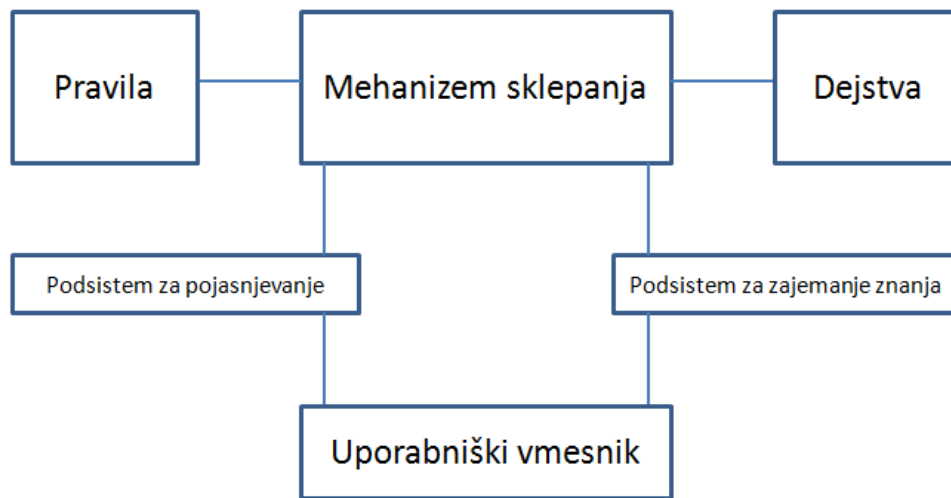 Pravila
Mehanizem sklepanja
Dejstva
Podsistem za pojasnjevanje
Podsistem za zajemanje znanja
Uporabniški vmesnik